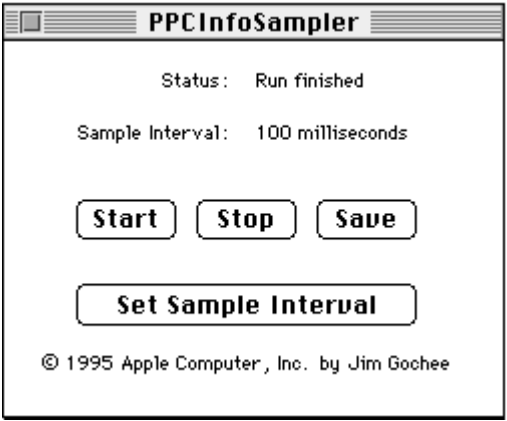 PPCInfoSampler
Status: Run finished
Sample Interval: 100 milliseconds
Start Stop Save
Set Sample Interval
© 1995 Apple Computer, Inc. by Jim Gochee